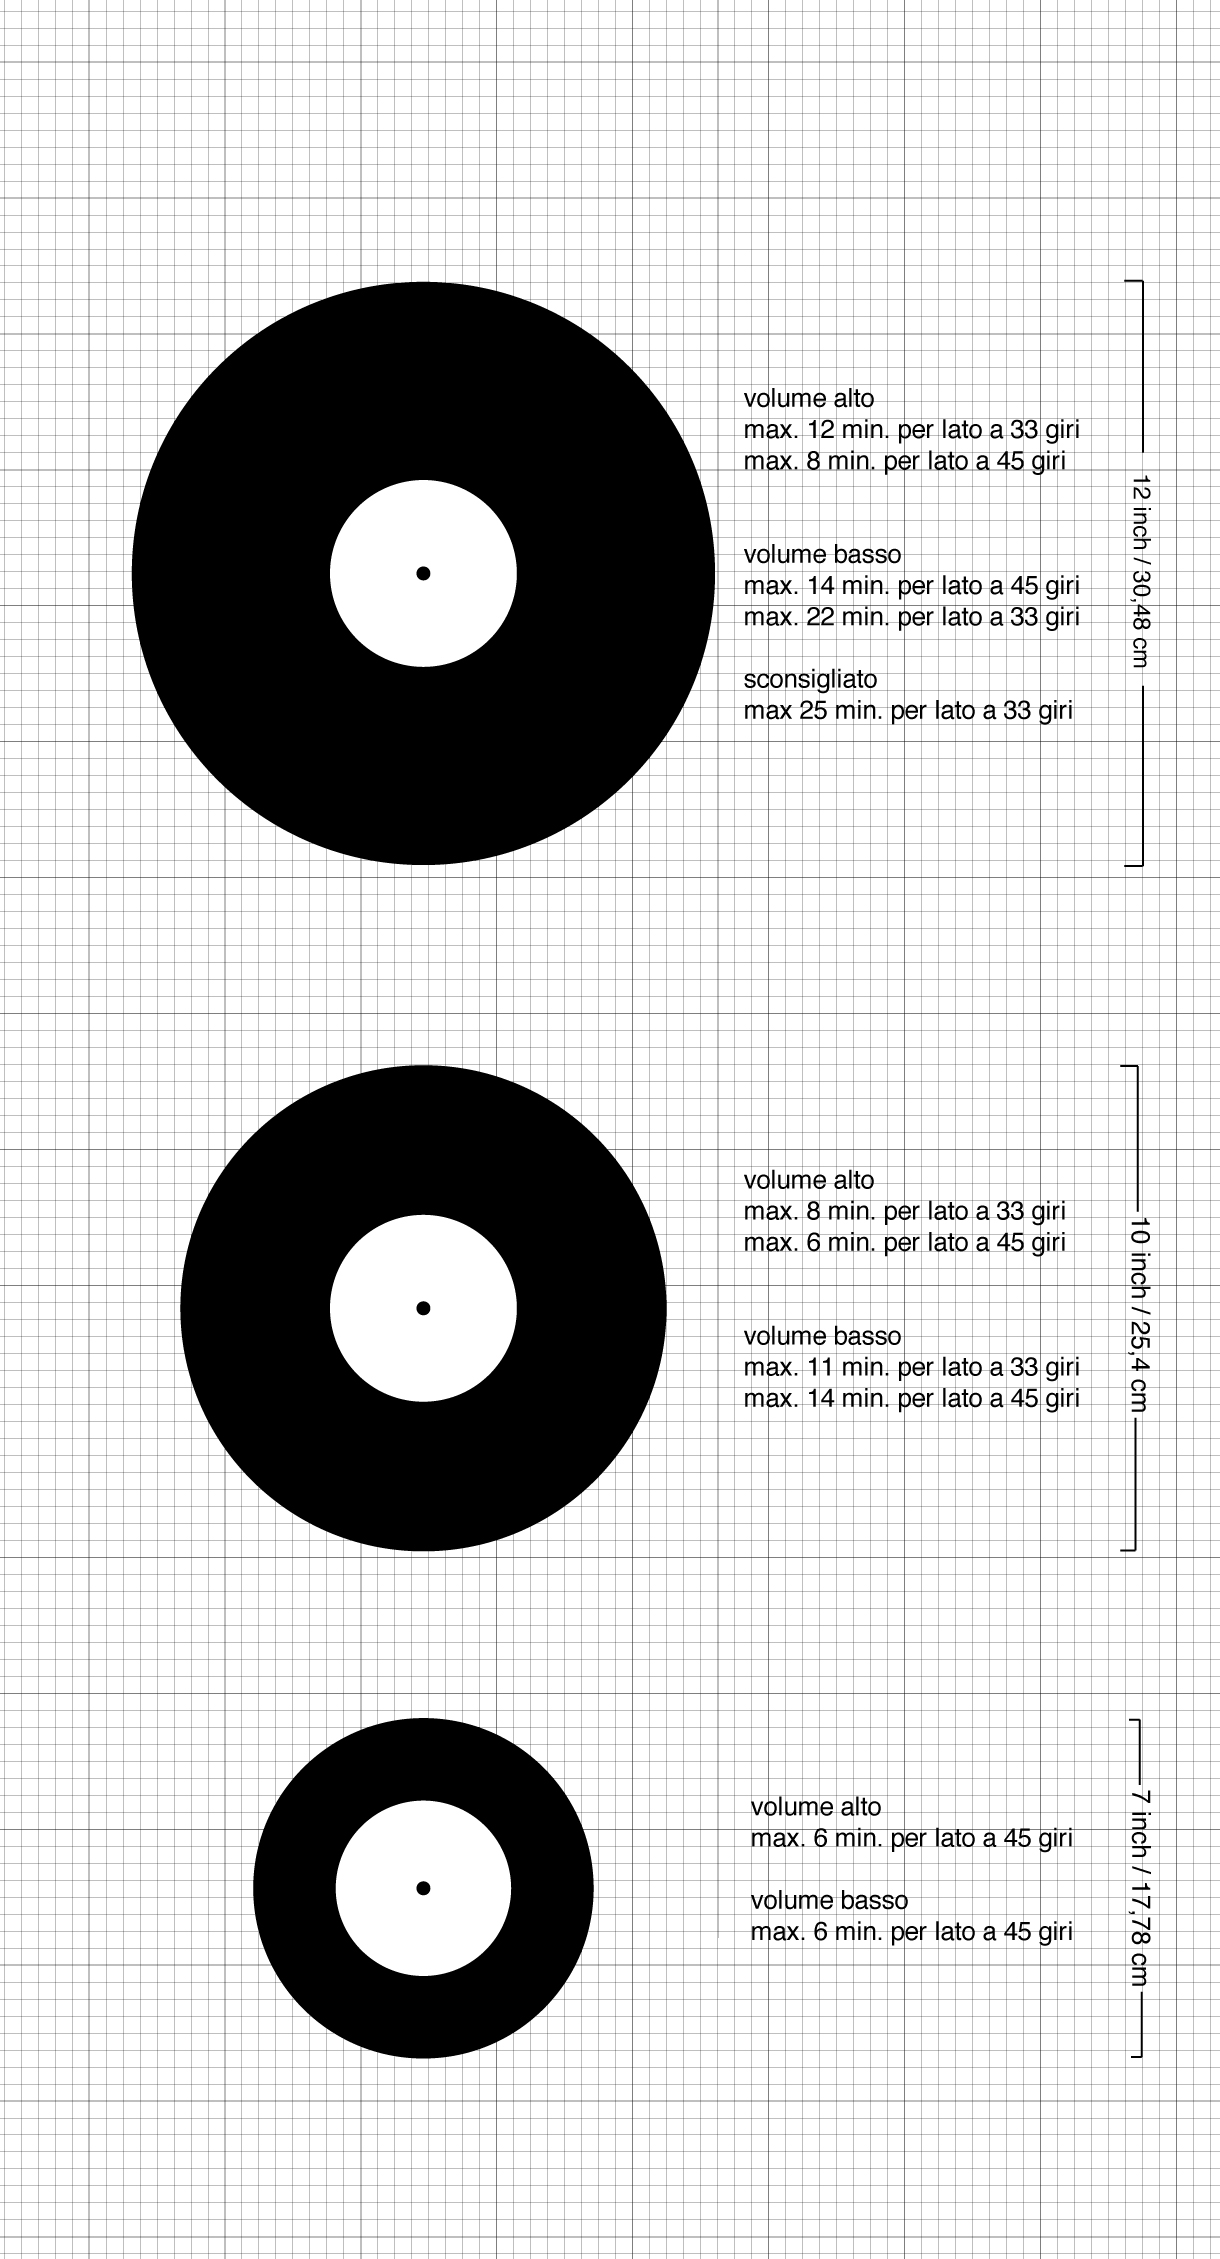 volume alto
max. 12 min. per lato a 33 giri
max. 8 min. per lato a 45 giri
volume basso
max. 14 min. per lato a 45 giri
max. 22 min. per lato a 33 giri
sconsigliato
max 25 min. per lato a 33 giri
12 inch / 30,48 cm
volume alto
max. 8 min. per lato a 33 giri
max. 6 min. per lato a 45 giri
volume basso
max. 11 min. per lato a 33 giri
max. 14 min. per lato a 45 giri
10 inch / 25,4 cm
volume alto
max. 6 min. per lato a 45 giri
volume basso
max. 6 min. per lato a 45 giri
7 inch / 17,78 cm